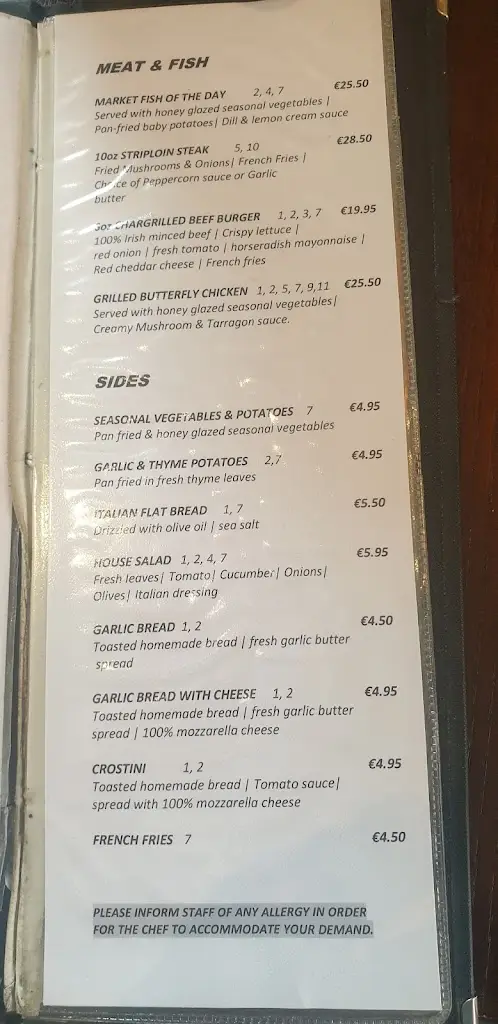 MEAT & FISH
MARKET FISH OF THE DAY 2, 4, 7 €25.50
Served with honey glazed seasonal vegetables |
Pan-fried baby potatoes| Dill & lemon cream sauce
10oz STRIPLOIN STEAK 5, 10 €28.50
Fried Mushrooms & Onions| French Fries |
Choice of Peppercorn sauce or Garlic
butter
CHARGRILLED BEEF BURGER 1, 2, 3, 7 €19.95
100% Irish minced beef | Crispy lettuce |
red onion | fresh tomato | horseradish mayonnaise |
Red cheddar cheese | French fries
GRILLED BUTTERFLY CHICKEN 1, 2, 5, 7, 9,11 €25.50
Served with honey glazed seasonal vegetables|
Creamy Mushroom & Tarragon sauce.
SIDES
SEASONAL VEGETABLES & POTATOES 7 €4.95
Pan fried & honey glazed seasonal vegetables
GARLIC & THYME POTATOES 2,7 €4.95
Pan fried in fresh thyme leaves
ITALIAN FLAT BREAD 1, 7 €5.50
Drizzled with olive oil | sea salt
HOUSE SALAD 1, 2, 4, 7 €5.95
Fresh leaves| Tomato| Cucumber| Onions|
Olives| Italian dressing
GARLIC BREAD 1, 2 €4.50
Toasted homemade bread | fresh garlic butter
spread
GARLIC BREAD WITH CHEESE 1, 2 €4.95
Toasted homemade bread | fresh garlic butter
spread | 100% mozzarella cheese
CROSTINI 1, 2 €4.95
Toasted homemade bread | Tomato sauce|
spread with 100% mozzarella cheese
FRENCH FRIES 7 €4.50
PLEASE INFORM STAFF OF ANY ALLERGY IN ORDER
FOR THE CHEF TO ACCOMMODATE YOUR DEMAND.